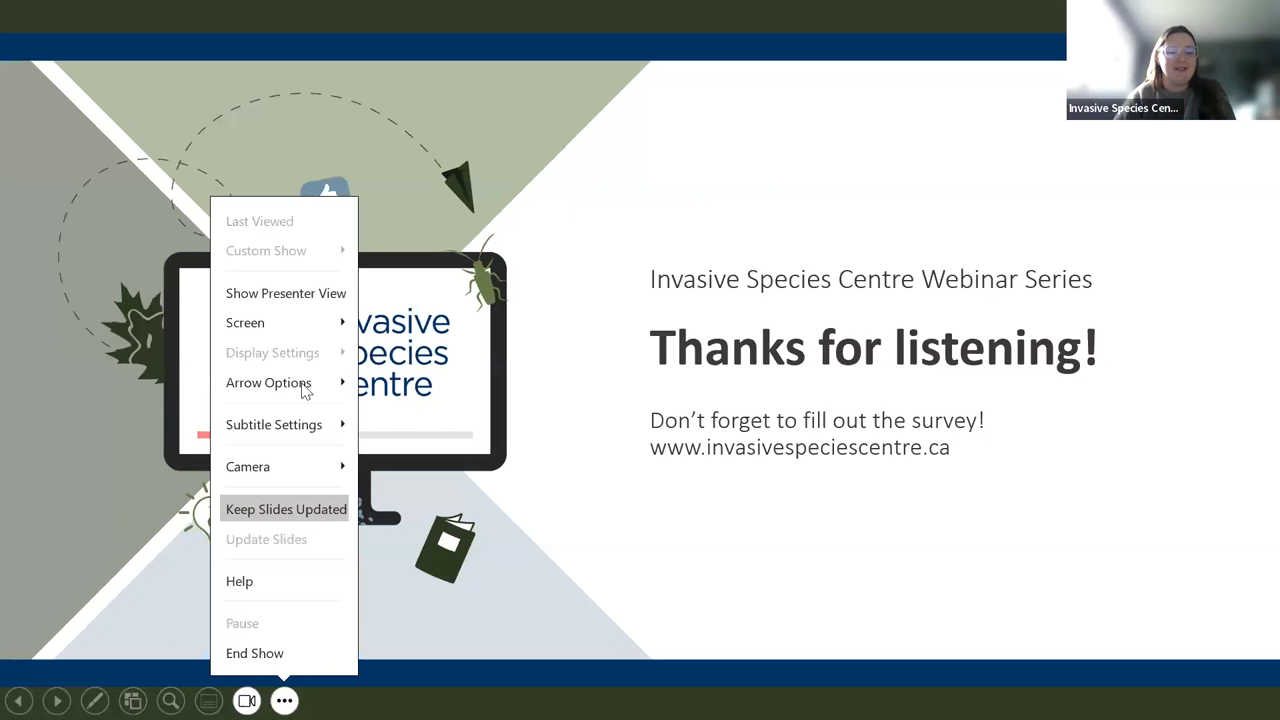 Invasive Species Cen...
Last Viewed
Custom Show
Show Presenter View
Screen
Display Settings
Arrow Options
Subtitle Settings
Camera
Keep Slides Updated
Update Slides
Help
Pause
End Show
vasive
pecies
entre
Invasive Species Centre Webinar Series
Thanks for listening!
Don’t forget to fill out the survey!
www.invasivespeciescentre.ca